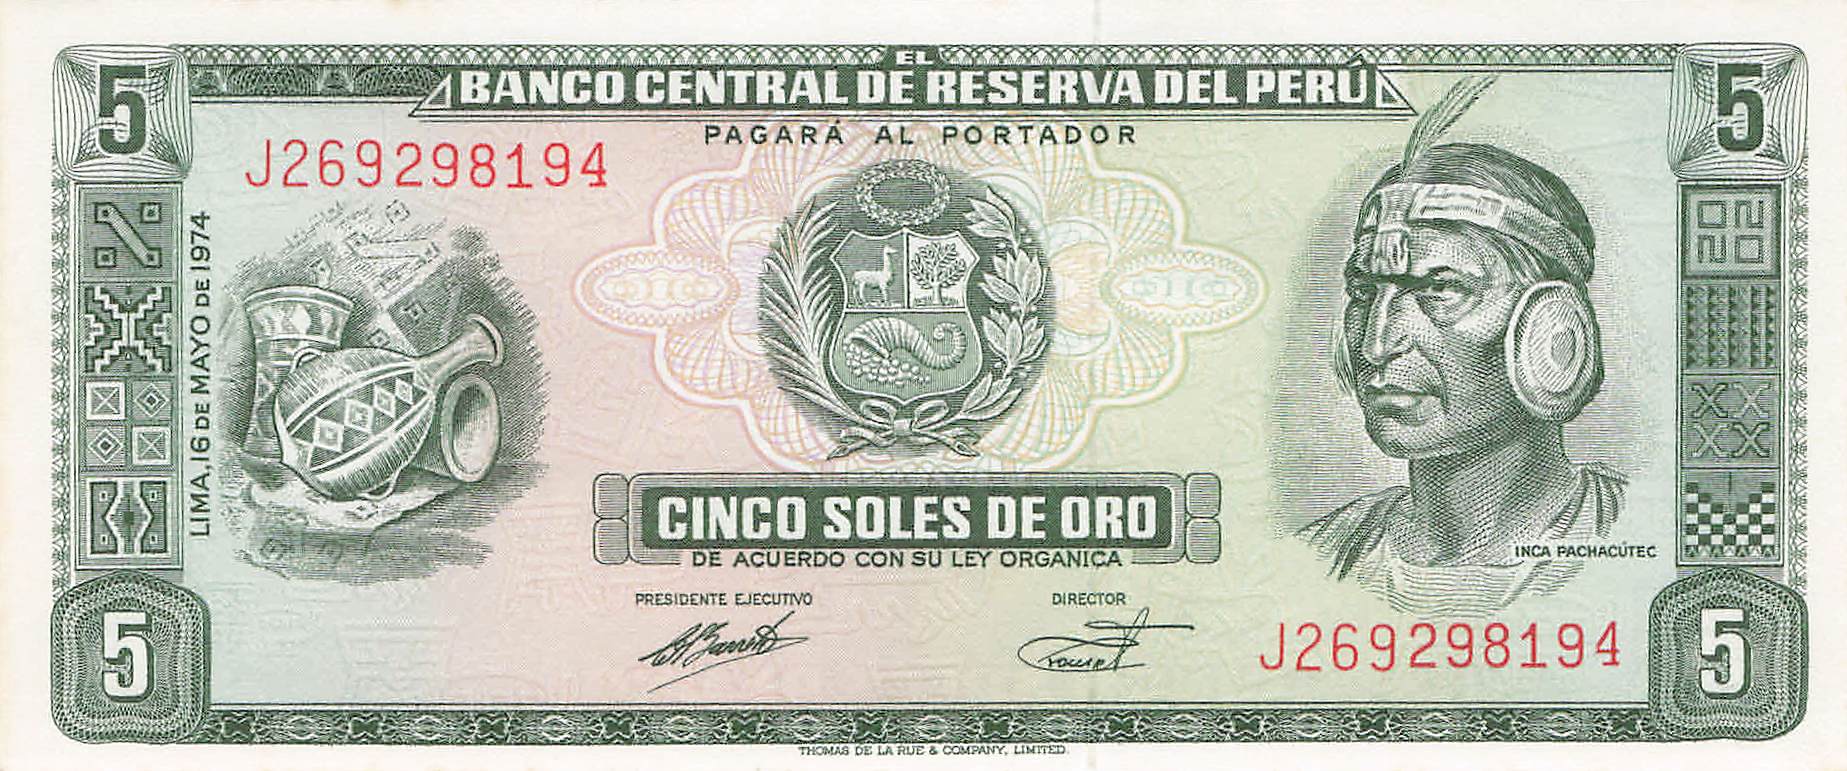 5
EL
BANCO CENTRAL DE RESERVA DEL PERÚ
5
PAGARÁ AL PORTADOR
J269298194
LIMA, 16 DE MAYO DE 1974
CINCO SOLES DE ORO
DE ACUERDO CON SU LEY ORGANICA
INCA PACHACÚTEC
PRESIDENTE EJECUTIVO
DIRECTOR
J269298194
5
5
THOMAS DE LA RUE & COMPANY, LIMITED.